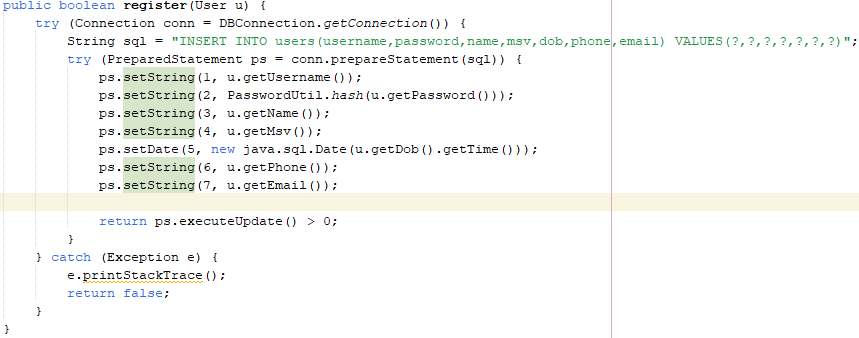 public boolean register(User u) {
    try (Connection conn = DBConnection.getConnection()) {
        String sql = "INSERT INTO users(username,password,name,msv,dob,phone,email) VALUES(?,?,?,?,?,?,?)";
        try (PreparedStatement ps = conn.prepareStatement(sql)) {
            ps.setString(1, u.getUsername());
            ps.setString(2, PasswordUtil.hash(u.getPassword()));
            ps.setString(3, u.getName());
            ps.setString(4, u.getMsv());
            ps.setDate(5, new java.sql.Date(u.getDob().getTime()));
            ps.setString(6, u.getPhone());
            ps.setString(7, u.getEmail());

            return ps.executeUpdate() > 0;
        }
    } catch (Exception e) {
        e.printStackTrace();
        return false;
    }
}